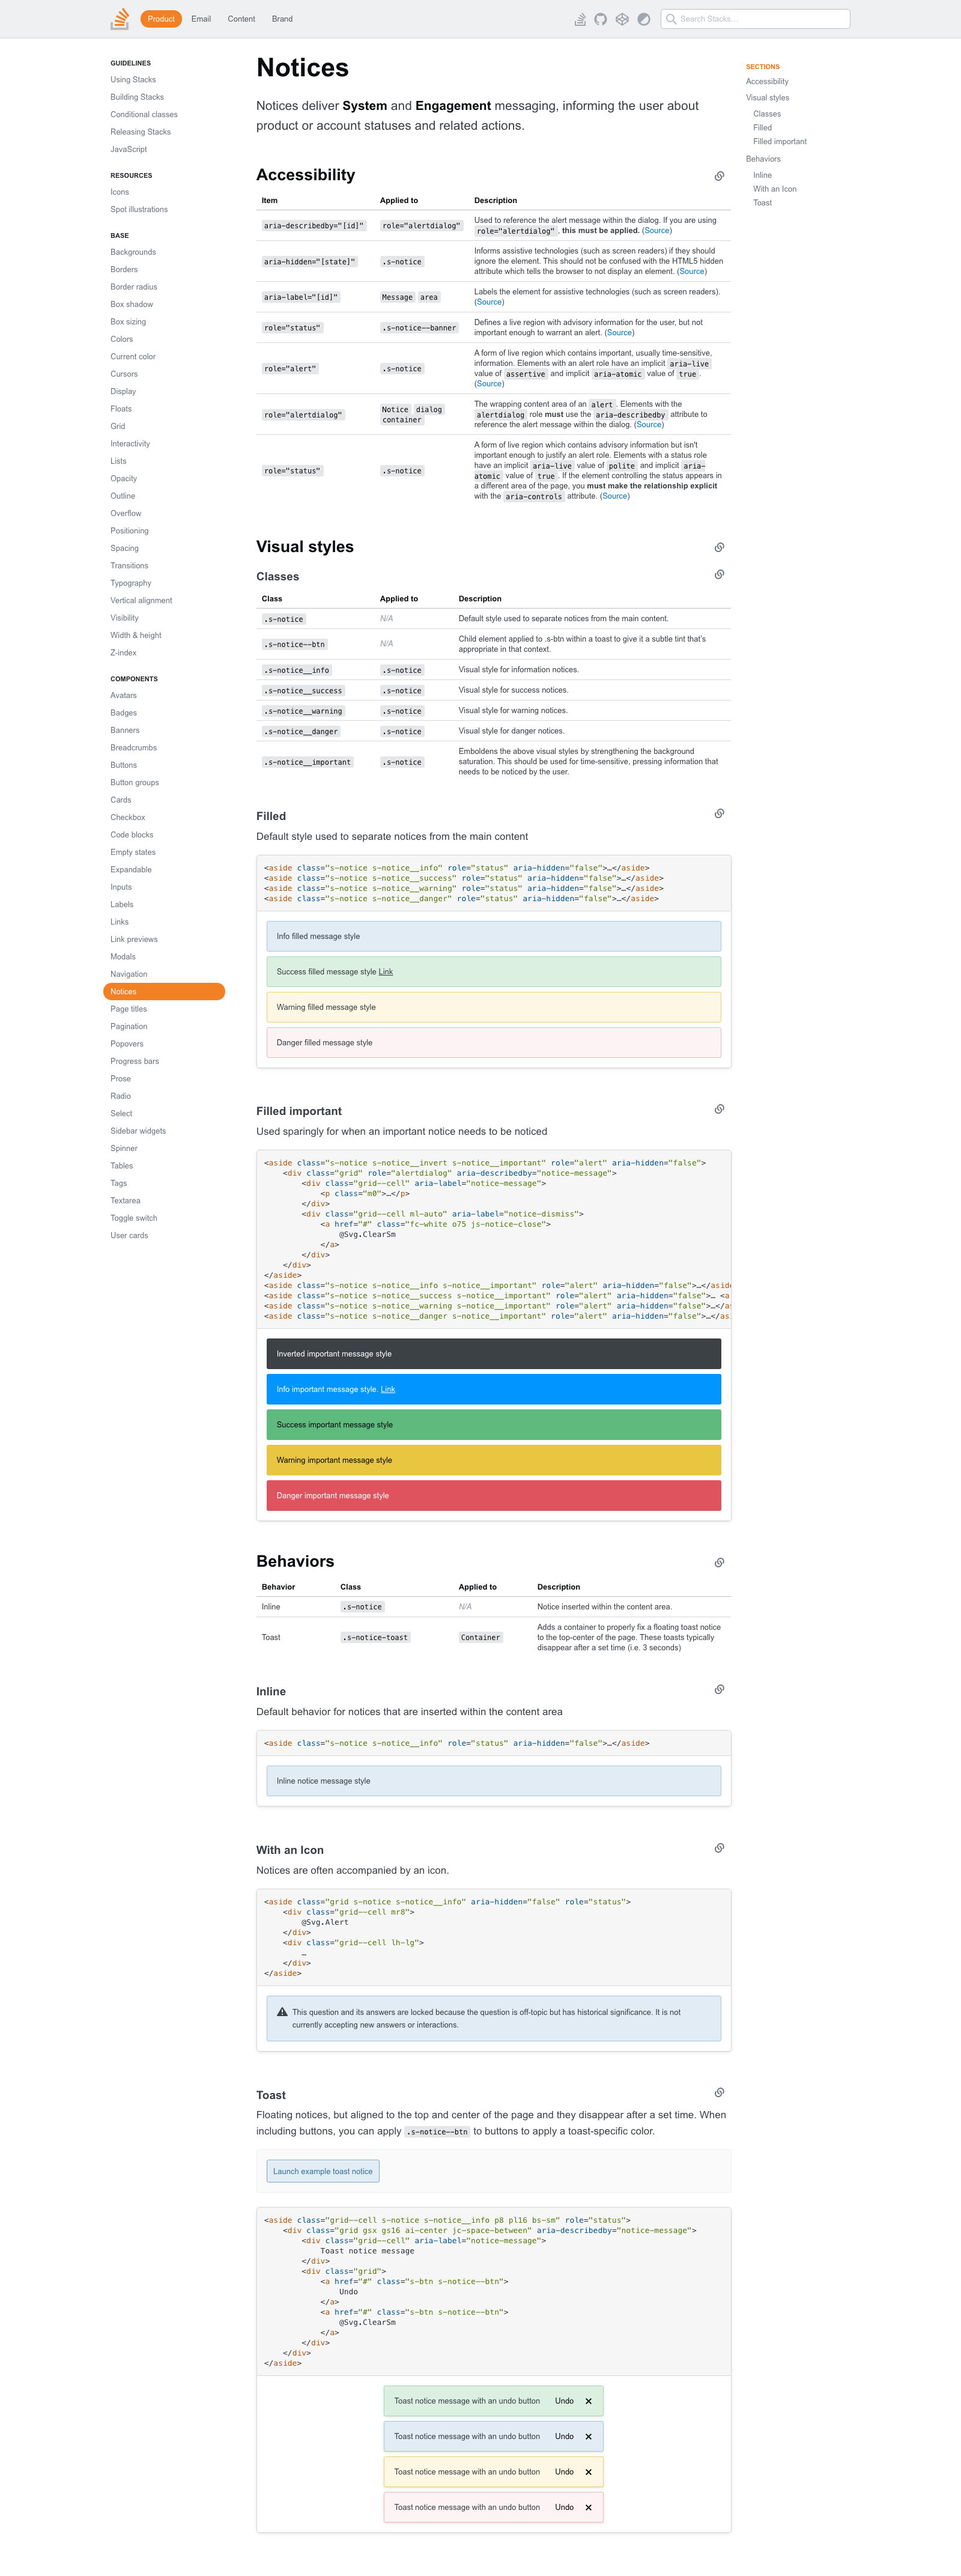 Product Email Content Brand
Search Stacks…
GUIDELINES
Using Stacks
Building Stacks
Conditional classes
Releasing Stacks
JavaScript
RESOURCES
Icons
Spot illustrations
BASE
Backgrounds
Borders
Border radius
Box shadow
Box sizing
Colors
Current color
Cursors
Display
Floats
Grid
Interactivity
Lists
Opacity
Outline
Overflow
Positioning
Spacing
Transitions
Typography
Vertical alignment
Visibility
Width & height
Z-index
COMPONENTS
Avatars
Badges
Banners
Breadcrumbs
Buttons
Button groups
Cards
Checkbox
Code blocks
Empty states
Expandable
Inputs
Labels
Links
Link previews
Modals
Navigation
Notices
Page titles
Pagination
Popovers
Progress bars
Prose
Radio
Select
Sidebar widgets
Spinner
Tables
Tags
Textarea
Toggle switch
User cards
Notices
Notices deliver System and Engagement messaging, informing the user about
product or account statuses and related actions.
Accessibility
Item Applied to Description
aria-describedby="[id]" role="alertdialog" Used to reference the alert message within the dialog. If you are using
role="alertdialog", this must be applied. (Source)
aria-hidden="[state]" .s-notice Informs assistive technologies (such as screen readers) if they should
ignore the element. This should not be confused with the HTML5 hidden
attribute which tells the browser to not display an element. (Source)
aria-label="[id]" Message area Labels the element for assistive technologies (such as screen readers).
(Source)
role="status" .s-notice--banner Defines a live region with advisory information for the user, but not
important enough to warrant an alert. (Source)
role="alert" .s-notice A form of live region which contains important, usually time-sensitive,
information. Elements with an alert role have an implicit aria-live
value of assertive and implicit aria-atomic value of true.
(Source)
role="alertdialog" Notice dialog
container
The wrapping content area of an alert. Elements with the
alertdialog role must use the aria-describedby attribute to
reference the alert message within the dialog. (Source)
role="status" .s-notice A form of live region which contains advisory information but isn't
important enough to justify an alert role. Elements with a status role
have an implicit aria-live value of polite and implicit aria-
atomic value of true. If the element controlling the status appears in
a different area of the page, you must make the relationship explicit
with the aria-controls attribute. (Source)
Visual styles
Classes
Class Applied to Description
.s-notice N/A Default style used to separate notices from the main content.
.s-notice--btn N/A Child element applied to .s-btn within a toast to give it a subtle tint that's
appropriate in that context.
.s-notice__info .s-notice Visual style for information notices.
.s-notice__success .s-notice Visual style for success notices.
.s-notice__warning .s-notice Visual style for warning notices.
.s-notice__danger .s-notice Visual style for danger notices.
.s-notice__important .s-notice Emboldens the above visual styles by strengthening the background
saturation. This should be used for time-sensitive, pressing information that
needs to be noticed by the user.
Filled
Default style used to separate notices from the main content
<aside class="s-notice s-notice__info" role="status" aria-hidden="false">…</aside>
<aside class="s-notice s-notice__success" role="status" aria-hidden="false">…</aside>
<aside class="s-notice s-notice__warning" role="status" aria-hidden="false">…</aside>
<aside class="s-notice s-notice__danger" role="status" aria-hidden="false">…</aside>
Info filled message style
Success filled message style Link
Warning filled message style
Danger filled message style
Filled important
Used sparingly for when an important notice needs to be noticed
<aside class="s-notice s-notice__invert s-notice__important" role="alert" aria-hidden="false">
<div class="grid" role="alertdialog" aria-describedby="notice-message">
<div class="grid--cell" aria-label="notice-message">
<p class="m0">…</p>
</div>
<div class="grid--cell ml-auto" aria-label="notice-dismiss">
<a href="#" class="fc-white o75 js-notice-close">
@Svg.ClearSm
</a>
</div>
</div>
</aside>
<aside class="s-notice s-notice__info s-notice__important" role="alert" aria-hidden="false">…</aside
<aside class="s-notice s-notice__success s-notice__important" role="alert" aria-hidden="false">… <a
<aside class="s-notice s-notice__warning s-notice__important" role="alert" aria-hidden="false">…</as
<aside class="s-notice s-notice__danger s-notice__important" role="alert" aria-hidden="false">…</as
Inverted important message style
Info important message style. Link
Success important message style
Warning important message style
Danger important message style
Behaviors
Behavior Class Applied to Description
Inline .s-notice N/A Notice inserted within the content area.
Toast .s-notice-toast Container Adds a container to properly fix a floating toast notice
to the top-center of the page. These toasts typically
disappear after a set time (i.e. 3 seconds)
Inline
Default behavior for notices that are inserted within the content area
<aside class="s-notice s-notice__info" role="status" aria-hidden="false">…</aside>
Inline notice message style
With an Icon
Notices are often accompanied by an icon.
<aside class="grid s-notice s-notice__info" aria-hidden="false" role="status">
<div class="grid--cell mr8">
@Svg.Alert
</div>
<div class="grid--cell lh-lg">
…
</div>
</aside>
This question and its answers are locked because the question is off-topic but has historical significance. It is not
currently accepting new answers or interactions.
Toast
Floating notices, but aligned to the top and center of the page and they disappear after a set time. When
including buttons, you can apply .s-notice--btn to buttons to apply a toast-specific color.
Launch example toast notice
<aside class="grid--cell s-notice s-notice__info p8 pl16 bs-sm" role="status">
<div class="grid gsx gs16 ai-center jc-space-between" aria-describedby="notice-message">
<div class="grid--cell" aria-label="notice-message">
Toast notice message
</div>
<div class="grid">
<a href="#" class="s-btn s-notice--btn">
Undo
</a>
<a href="#" class="s-btn s-notice--btn">
@Svg.ClearSm
</a>
</div>
</div>
</aside>
Toast notice message with an undo button Undo
Toast notice message with an undo button Undo
Toast notice message with an undo button Undo
Toast notice message with an undo button Undo
SECTIONS
Accessibility
Visual styles
Classes
Filled
Filled important
Behaviors
Inline
With an Icon
Toast